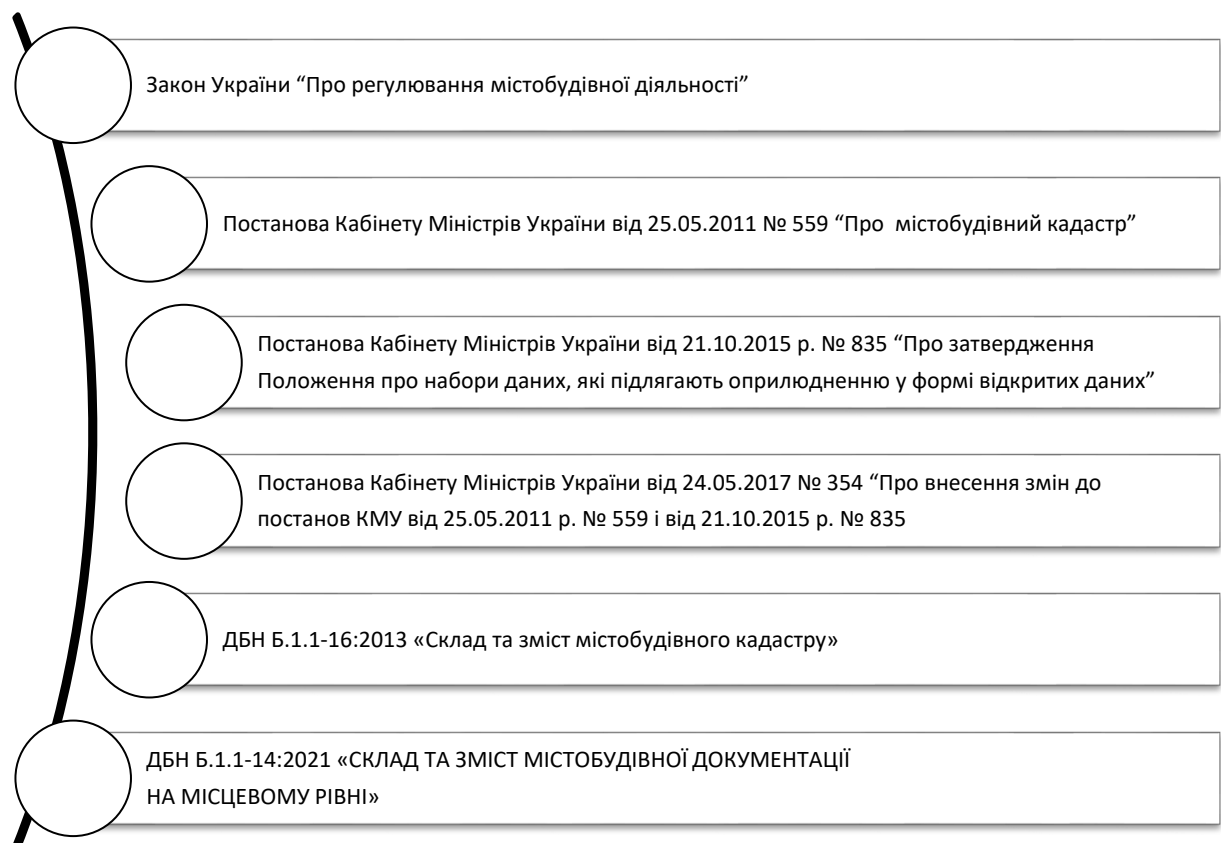 Закон України “Про регулювання містобудівної діяльності”
Постанова Кабінету Міністрів України від 25.05.2011 № 559 “Про  містобудівний кадастр”
Постанова Кабінету Міністрів України від 21.10.2015 р. № 835 “Про затвердження
Положення про набори даних, які підлягають оприлюдненню у формі відкритих даних”
Постанова Кабінету Міністрів України від 24.05.2017 № 354 “Про внесення змін до
постанов КМУ від 25.05.2011 р. № 559 і від 21.10.2015 р. № 835
ДБН Б.1.1-16:2013 «Склад та зміст містобудівного кадастру»
ДБН Б.1.1-14:2021 «СКЛАД ТА ЗМІСТ МІСТОБУДІВНОЇ ДОКУМЕНТАЦІЇ
НА МІСЦЕВОМУ РІВНІ»